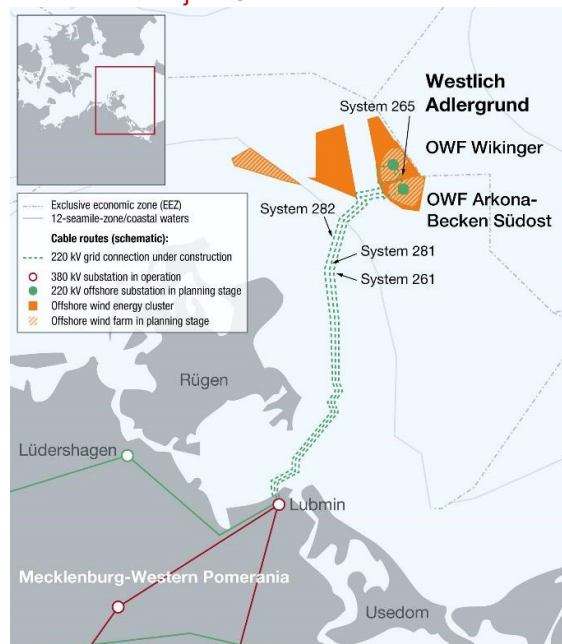 Westlich
Adlergrund
System 265
OWF Wikinger
OWF Arkona-
Becken Südost
System 282
System 281
System 261
Exclusive economic zone (EEZ)
12-seamile-zone/coastal waters
Cable routes (schematic):
220 kV grid connection under construction
380 kV substation in operation
220 kV offshore substation in planning stage
Offshore wind energy cluster
Offshore wind farm in planning stage
Rügen
Lüdershagen
Lubmin
Mecklenburg-Western Pomerania
Usedom